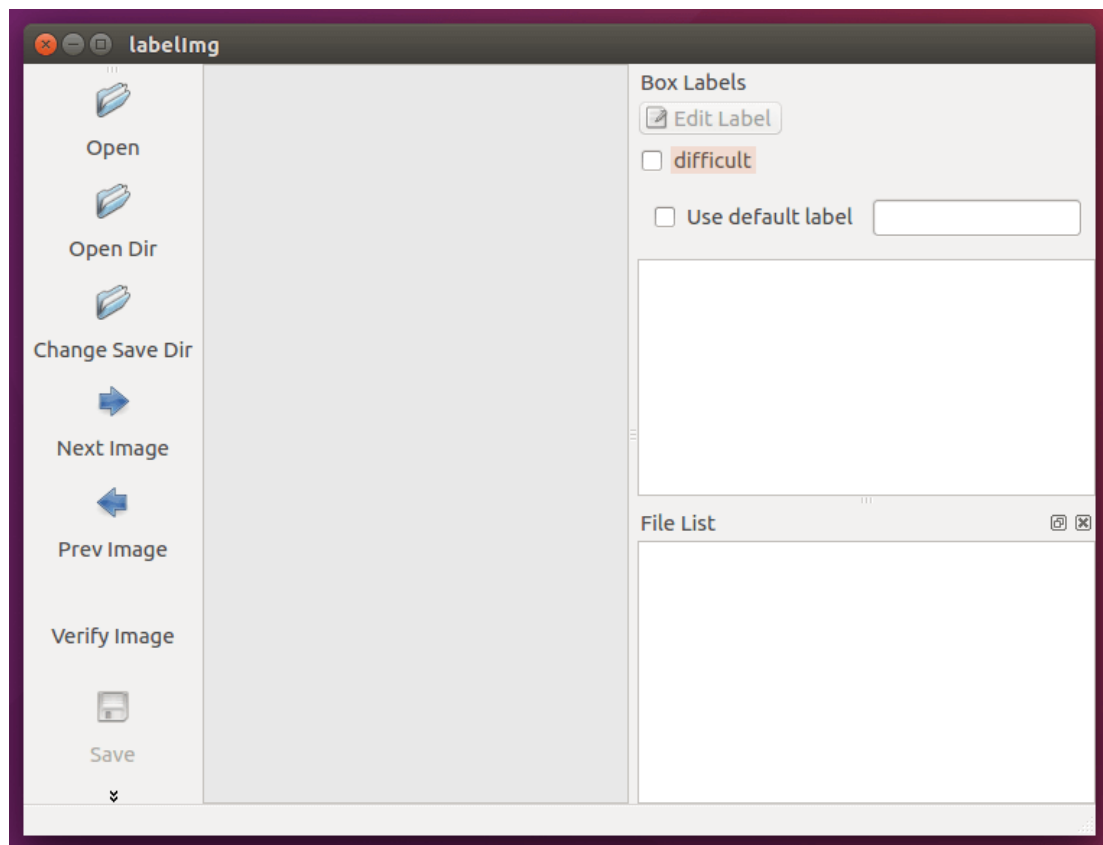 labelImg
Open
Open Dir
Change Save Dir
Next Image
Prev Image
Verify Image
Save
Box Labels
Edit Label
difficult
Use default label
File List